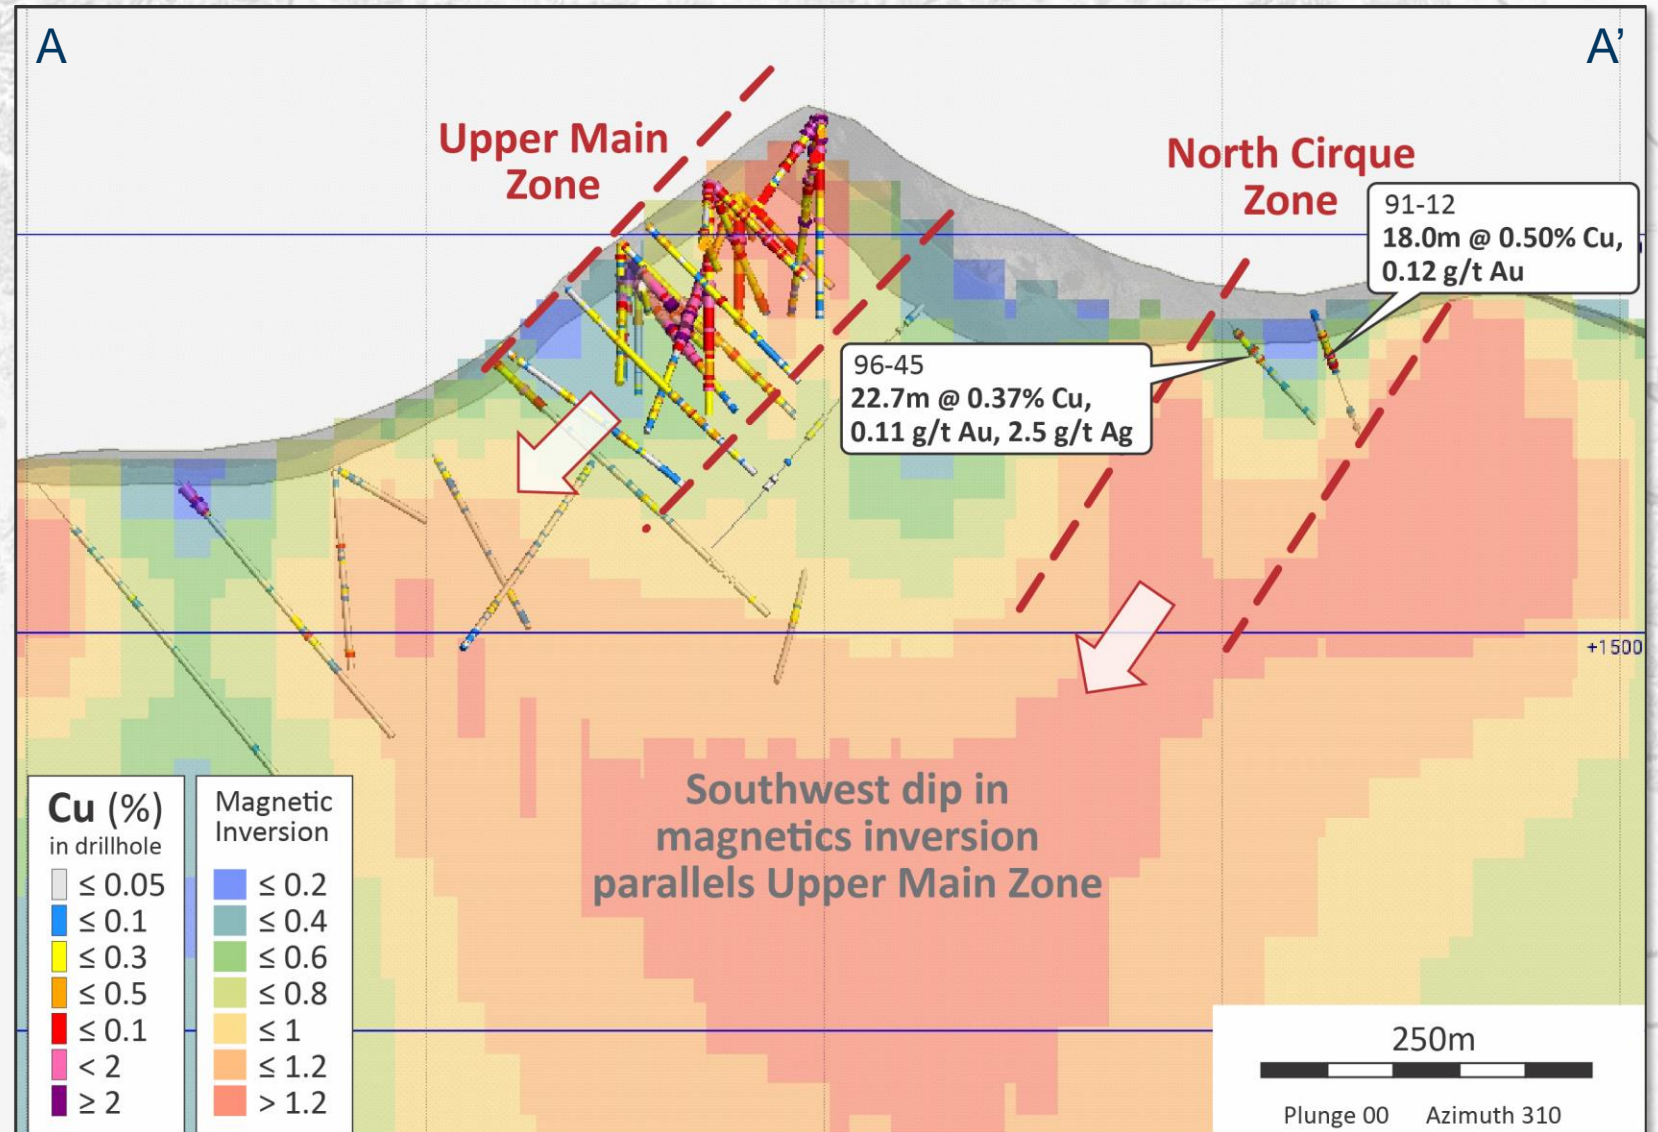 A
A’
Upper Main
Zone
North Cirque
Zone
91-12
18.0m @ 0.50% Cu,
0.12 g/t Au
96-45
22.7m @ 0.37% Cu,
0.11 g/t Au, 2.5 g/t Ag
+1500
Southwest dip in
magnetics inversion
parallels Upper Main Zone
Cu (%)
in drillhole
≤ 0.05
≤ 0.1
≤ 0.3
≤ 0.5
≤ 0.1
< 2
≥ 2
Magnetic
Inversion
≤ 0.2
≤ 0.4
≤ 0.6
≤ 0.8
≤ 1
≤ 1.2
> 1.2
250m
Plunge 00 Azimuth 310